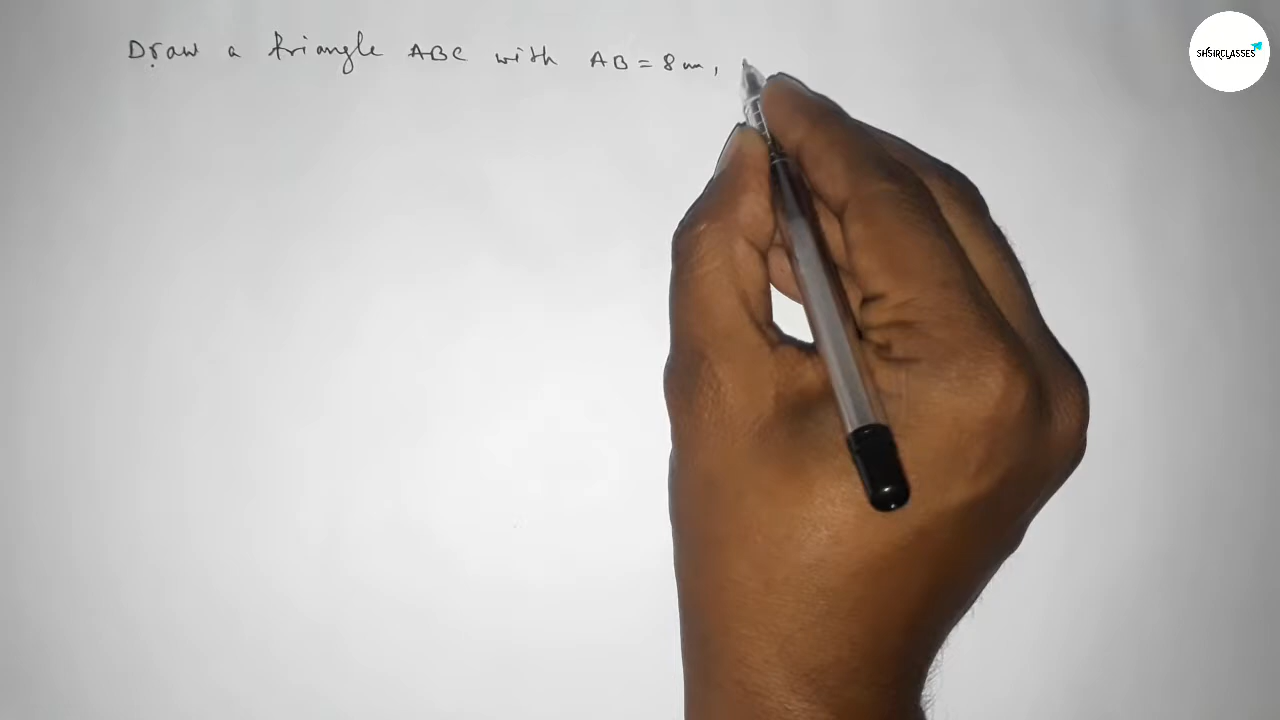 Draw a triangle ABC with AB = 8 cm,
SHSIRCLASSES